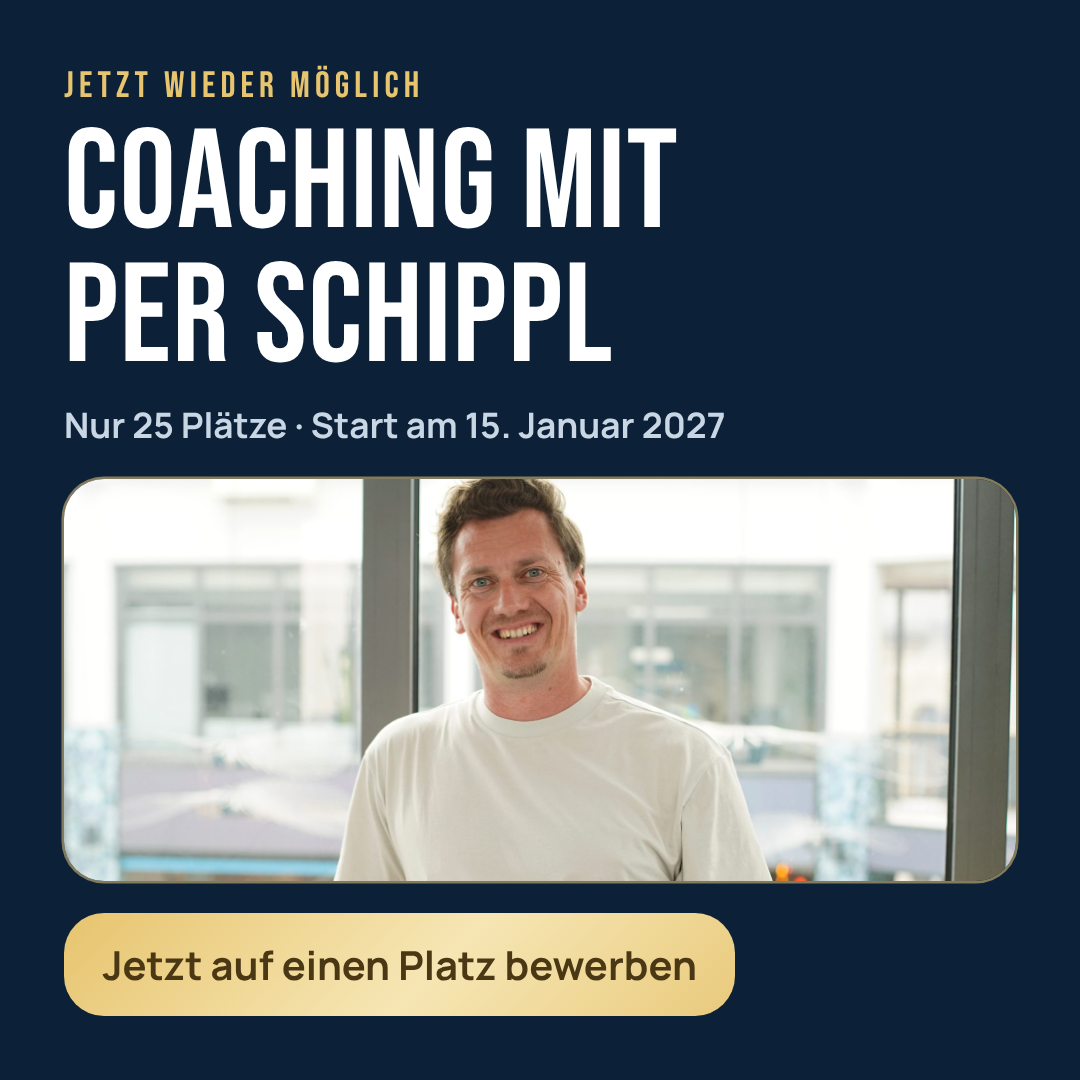 JETZT WIEDER MÖGLICH
COACHING MIT
PER SCHIPPL
Nur 25 Plätze · Start am 15. Januar 2027
Jetzt auf einen Platz bewerben